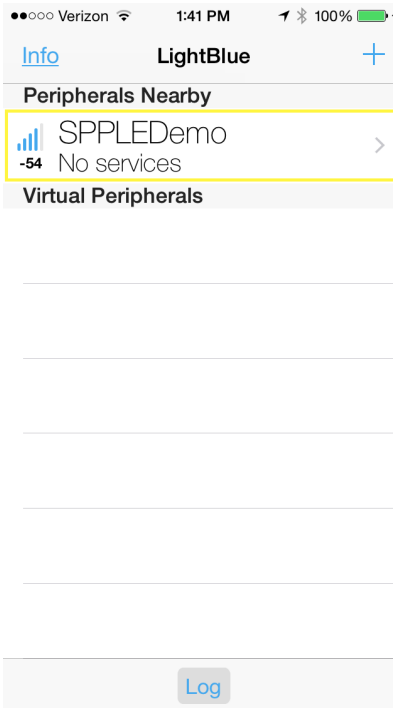 Verizon 1:41 PM 100%
Info LightBlue +
Peripherals Nearby
SPPLEDemo
-54 No services
Virtual Peripherals
Log